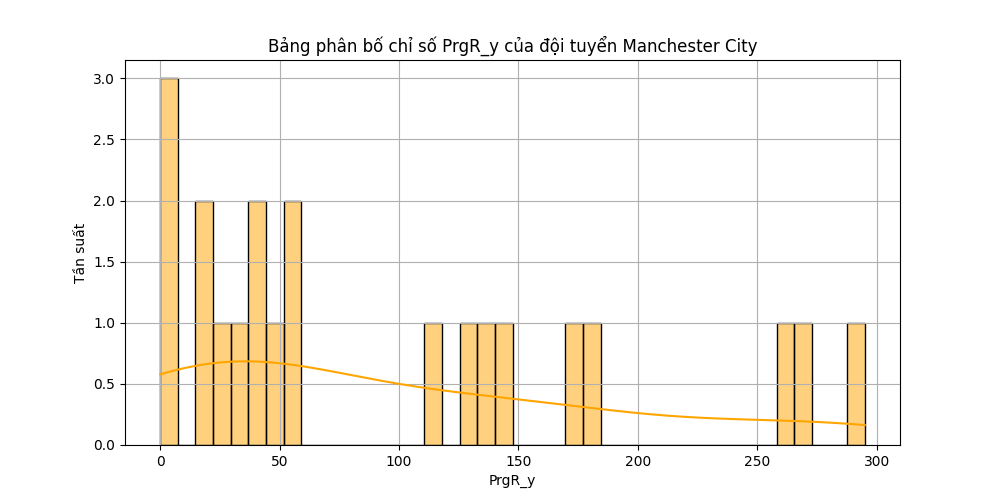 Bảng phân bố chỉ số PrgR_y của đội tuyển Manchester City
3.0
2.5
2.0
1.5
1.0
0.5
0.0
Tần suất
0 50 100 150 200 250 300
PrgR_y